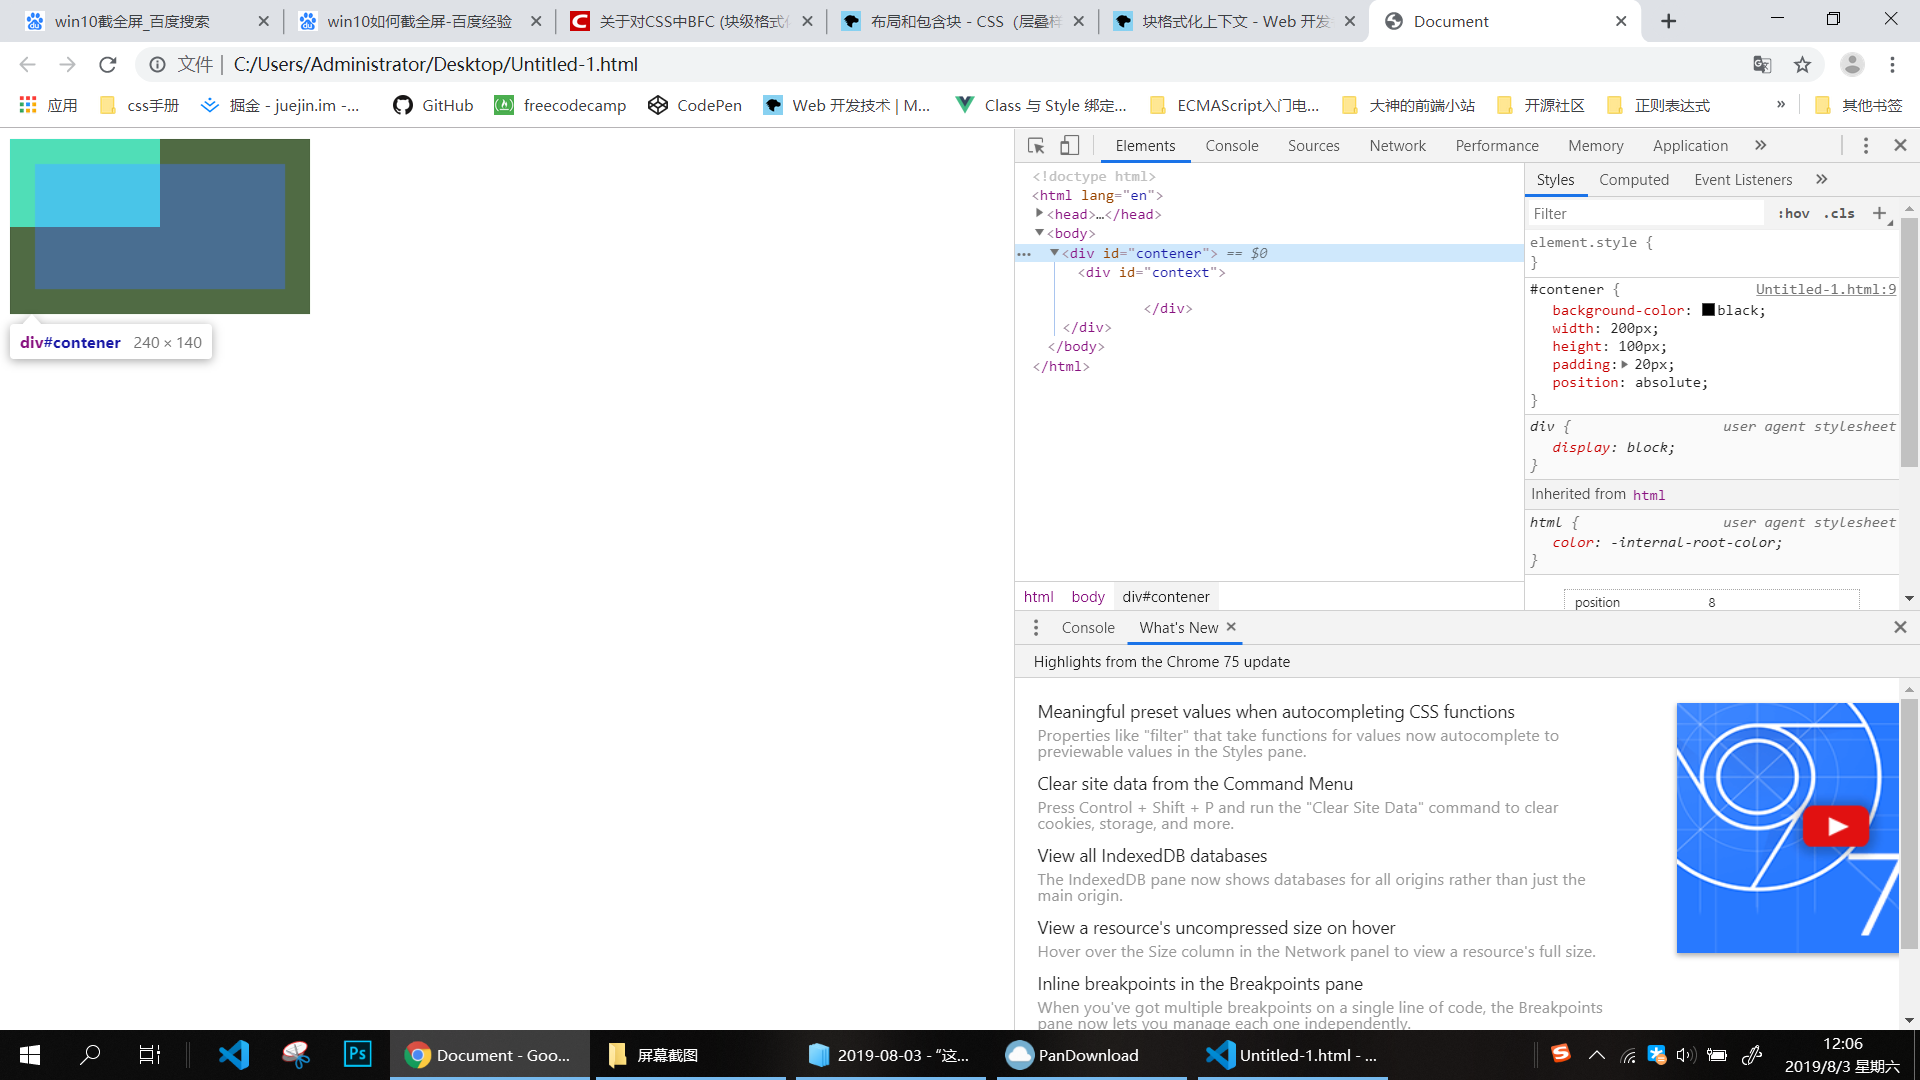 win10截全屏_百度搜索
win10如何截全屏-百度经验
关于对CSS中BFC (块级格式化
布局和包含块 - CSS（层叠样
块格式化上下文 - Web 开发
Document
文件 | C:/Users/Administrator/Desktop/Untitled-1.html
应用
css手册
掘金 - juejin.im -...
GitHub
freecodecamp
CodePen
Web 开发技术 | M...
Class 与 Style 绑定...
ECMAScript入门电...
大神的前端小站
开源社区
正则表达式
»
其他书签
div#contener 240 × 140
Elements Console Sources Network Performance Memory Application »
<!doctype html>
<html lang="en">
<head>…</head>
<body>
<div id="contener"> == $0
<div id="context">
</div>
</div>
</body>
</html>
html body div#contener
Styles Computed Event Listeners »
Filter :hov .cls +
element.style {
}
#contener { Untitled-1.html:9
background-color: black;
width: 200px;
height: 100px;
padding: 20px;
position: absolute;
}
div { user agent stylesheet
display: block;
}
Inherited from html
html { user agent stylesheet
color: -internal-root-color;
}
position 8
Console What's New
Highlights from the Chrome 75 update
Meaningful preset values when autocompleting CSS functions
Properties like "filter" that take functions for values now autocomplete to
previewable values in the Styles pane.
Clear site data from the Command Menu
Press Control + Shift + P and run the "Clear Site Data" command to clear
cookies, storage, and more.
View all IndexedDB databases
The IndexedDB pane now shows databases for all origins rather than just the
main origin.
View a resource's uncompressed size on hover
Hover over the Size column in the Network panel to view a resource's full size.
Inline breakpoints in the Breakpoints pane
When you've got multiple breakpoints on a single line of code, the Breakpoints
pane now lets you manage each one independently.
97
Ps
Document - Goo...
屏幕截图
2019-08-03 - “这...
PanDownload
Untitled-1.html - ...
12:06
2019/8/3 星期六